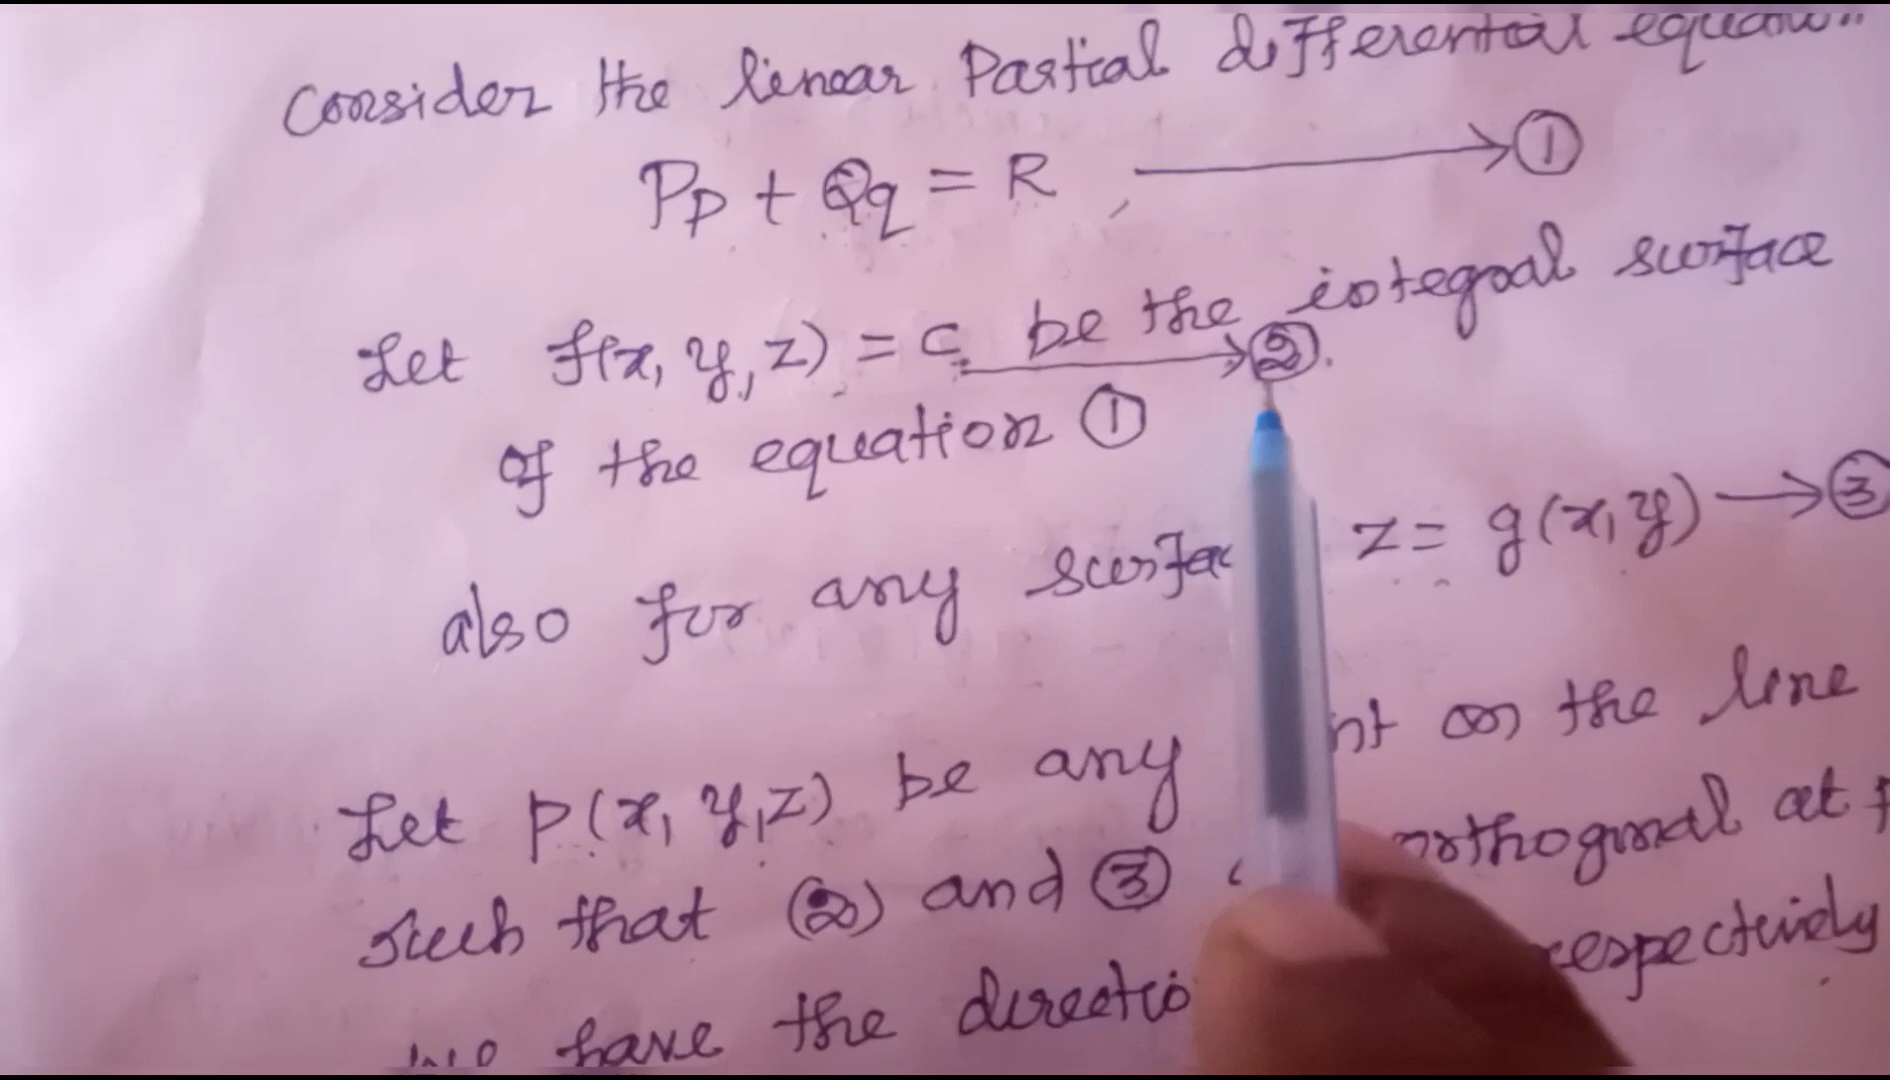 Consider the linear Partial differential equation
Pp + Qq = R → ①
Let f(x, y, z) = c be the integral surface
→ ②.
of the equation ①
also for any z = g(x, y) → ③
Let P(x, y, z) be any on the line
such that (2) and ③ orthogonal at
we have the respectively